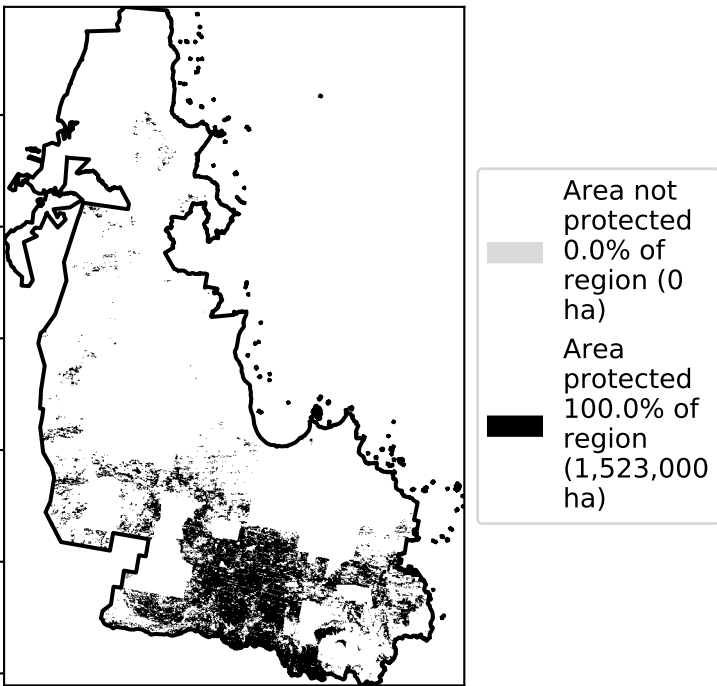 Area not
protected
0.0% of
region (0
ha)
Area
protected
100.0% of
region
(1,523,000
ha)